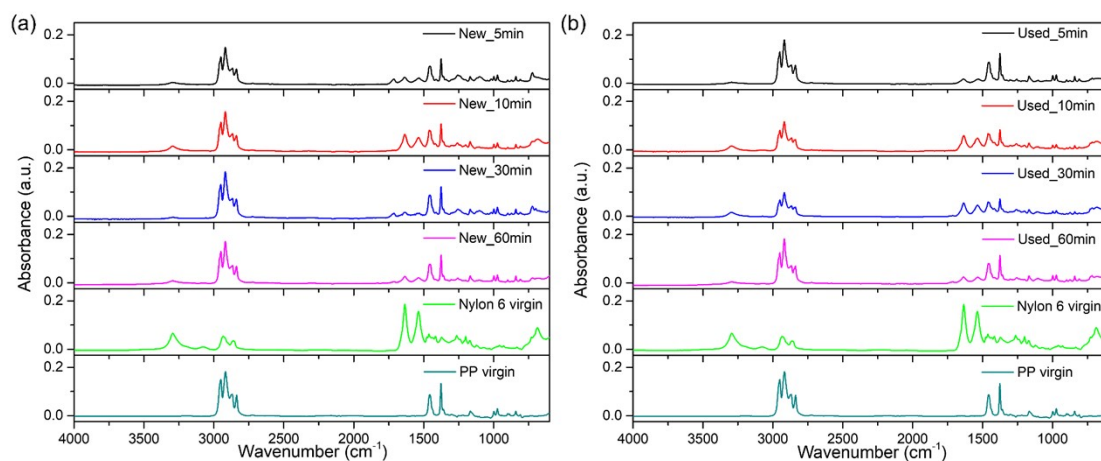 (a)
0.2
New_5min
0.0
0.2
New_10min
0.0
0.2
New_30min
0.0
0.2
New_60min
0.0
0.2
Nylon 6 virgin
0.0
0.2
PP virgin
0.0
Absorbance (a.u.)
4000 3500 3000 2500 2000 1500 1000
Wavenumber (cm⁻¹)
(b)
0.2
Used_5min
0.0
0.2
Used_10min
0.0
0.2
Used_30min
0.0
0.2
Used_60min
0.0
0.2
Nylon 6 virgin
0.0
0.2
PP virgin
0.0
Absorbance (a.u.)
4000 3500 3000 2500 2000 1500 1000
Wavenumber (cm⁻¹)